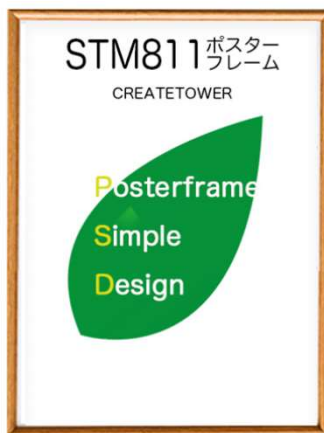 STM811ポスター
フレーム
CREATETOWER
Posterframe
Simple
Design